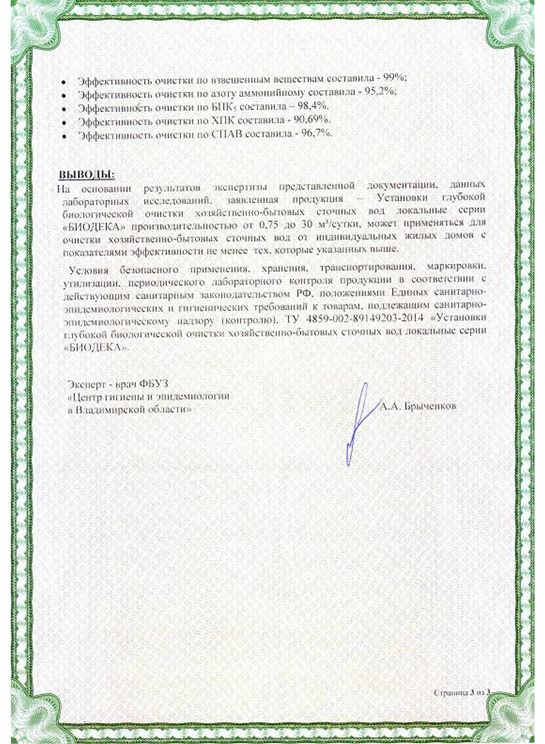 • Эффективность очистки по взвешенным веществам составила - 99%;
• Эффективность очистки по азоту аммонийному составила - 95,2%;
• Эффективность очистки по БПК₅ составила – 98,4%.
• Эффективность очистки по ХПК составила - 90,69%.
• Эффективность очистки по СПАВ составила - 96,7%.
ВЫВОДЫ:
На основании результатов экспертизы представленной документации, данных
лабораторных исследований, заявленная продукция – Установки глубокой
биологической очистки хозяйственно-бытовых сточных вод локальные серии
«БИОДЕКА» производительностью от 0,75 до 30 м³/сутки, может применяться для
очистки хозяйственно-бытовых сточных вод от индивидуальных жилых домов с
показателями эффективности не менее тех, которые указанных выше.
Условия безопасного применения, хранения, транспортировки, маркировки,
утилизации, периодического лабораторного контроля продукции в соответствии с
действующим санитарным законодательством РФ, положениями Единых санитарно-
эпидемиологических и гигиенических требований к товарам, подлежащим санитарно-
эпидемиологическому надзору (контролю), ТУ 4859-002-89149203-2014 «Установки
глубокой биологической очистки хозяйственно-бытовых сточных вод локальные серии
«БИОДЕКА».
Эксперт - врач ФБУЗ
«Центр гигиены и эпидемиологии
в Владимирской области»
А.А. Брыченков
Страница 3 из 3